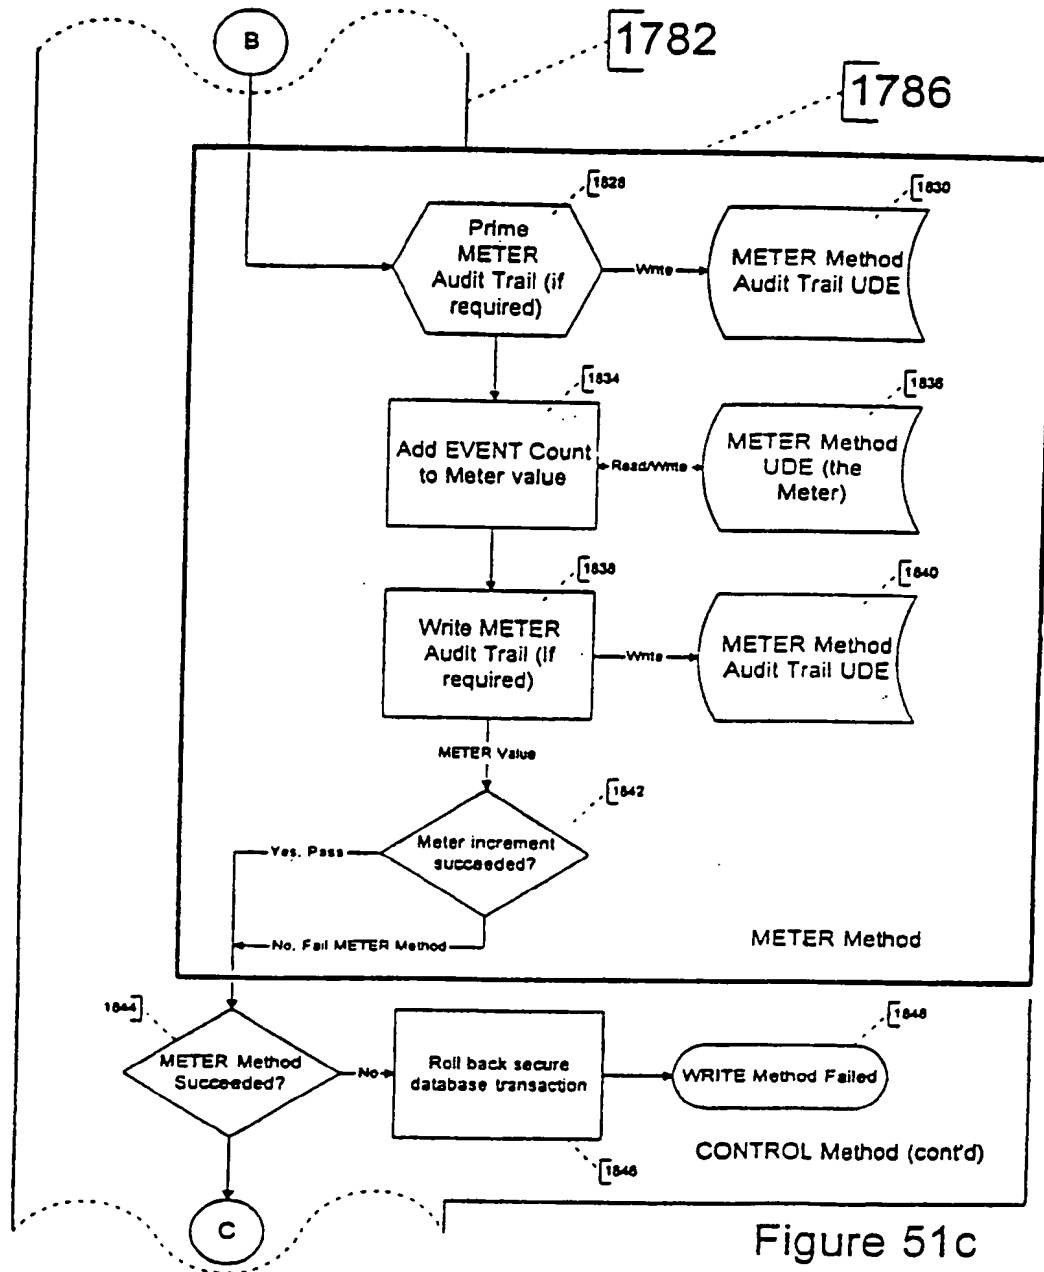 B
1782
1786
1828
Prime
METER
Audit Trail (if
required)
Write
1830
METER Method
Audit Trail UDE
1834
Add EVENT Count
to Meter value
Read/Write
1836
METER Method
UDE (the
Meter)
1838
Write METER
Audit Trail (if
required)
Write
1840
METER Method
Audit Trail UDE
METER Value
1842
Meter increment
succeeded?
Yes, Pass
No, Fail METER Method
METER Method
1844
METER Method
Succeeded?
No
Roll back secure
database transaction
1846
1848
WRITE Method Failed
CONTROL Method (cont'd)
C
Figure 51c